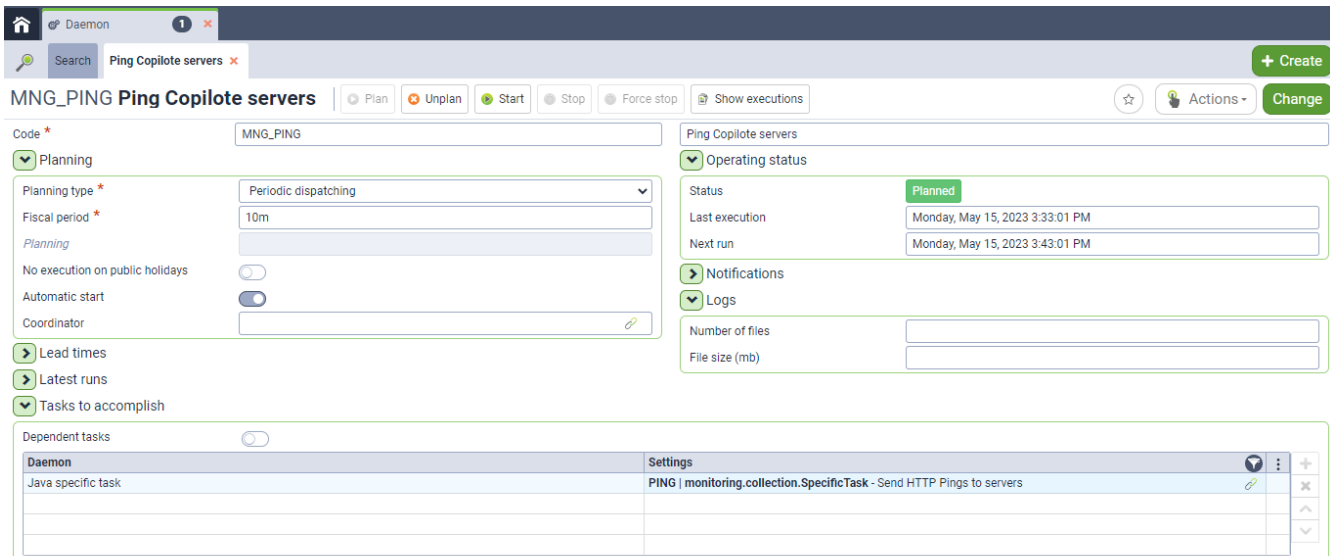 Daemon 1
Search Ping Copilote servers + Create
MNG_PING Ping Copilote servers Plan Unplan Start Stop Force stop Show executions Actions Change
Code * MNG_PING Ping Copilote servers
Planning
Planning type * Periodic dispatching
Fiscal period * 10m
Planning
No execution on public holidays
Automatic start
Coordinator
Operating status
Status Planned
Last execution Monday, May 15, 2023 3:33:01 PM
Next run Monday, May 15, 2023 3:43:01 PM
Notifications
Logs
Number of files
File size (mb)
Lead times
Latest runs
Tasks to accomplish
Dependent tasks
Daemon Settings
Java specific task PING | monitoring.collection.SpecificTask - Send HTTP Pings to servers